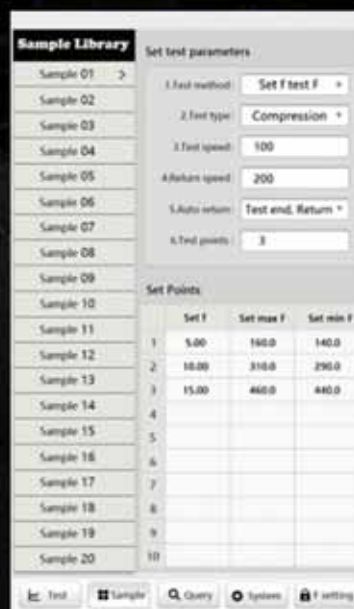 Sample Library
Sample 01 >
Sample 02
Sample 03
Sample 04
Sample 05
Sample 06
Sample 07
Sample 08
Sample 09
Sample 10
Sample 11
Sample 12
Sample 13
Sample 14
Sample 15
Sample 16
Sample 17
Sample 18
Sample 19
Sample 20
Set test parameters
1.Test method: Set f test F
2.Test type: Compression
3.Test speed: 100
4.Return speed: 200
5.Auto return: Test end, Return
6.Test points: 3
Set Points
Set f Set max F Set min F
1 5.00 160.0 140.0
2 10.00 310.0 290.0
3 15.00 460.0 440.0
4
5
6
7
8
9
10
Test Sample Query System F setting